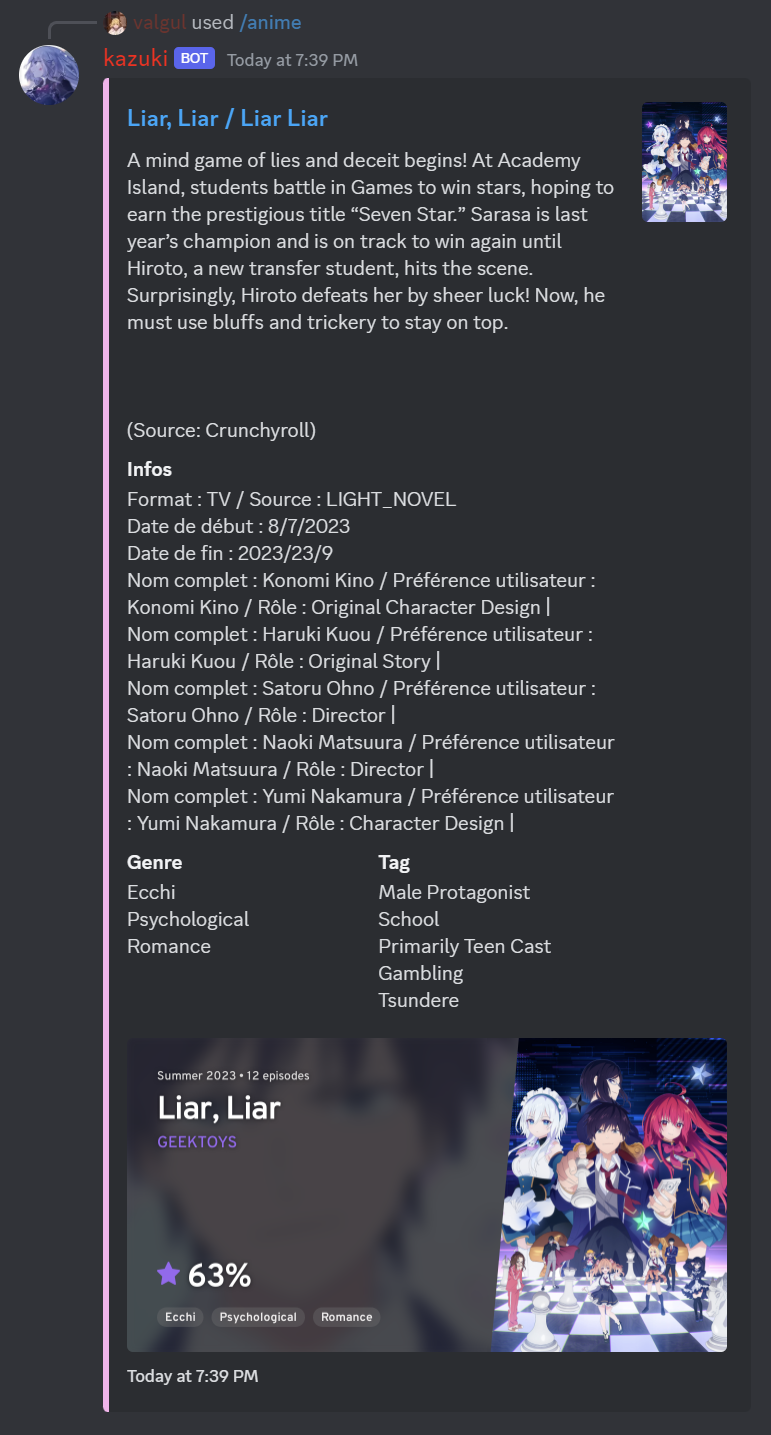 valgul used /anime
kazuki BOT Today at 7:39 PM
Liar, Liar / Liar Liar
A mind game of lies and deceit begins! At Academy
Island, students battle in Games to win stars, hoping to
earn the prestigious title “Seven Star.” Sarasa is last
year’s champion and is on track to win again until
Hiroto, a new transfer student, hits the scene.
Surprisingly, Hiroto defeats her by sheer luck! Now, he
must use bluffs and trickery to stay on top.
(Source: Crunchyroll)
Infos
Format : TV / Source : LIGHT_NOVEL
Date de début : 8/7/2023
Date de fin : 2023/23/9
Nom complet : Konomi Kino / Préférence utilisateur :
Konomi Kino / Rôle : Original Character Design |
Nom complet : Haruki Kuou / Préférence utilisateur :
Haruki Kuou / Rôle : Original Story |
Nom complet : Satoru Ohno / Préférence utilisateur :
Satoru Ohno / Rôle : Director |
Nom complet : Naoki Matsuura / Préférence utilisateur
: Naoki Matsuura / Rôle : Director |
Nom complet : Yumi Nakamura / Préférence utilisateur
: Yumi Nakamura / Rôle : Character Design |
Genre
Ecchi
Psychological
Romance
Tag
Male Protagonist
School
Primarily Teen Cast
Gambling
Tsundere
Summer 2023 • 12 episodes
Liar, Liar
GEEKTOYS
63%
Ecchi Psychological Romance
Today at 7:39 PM